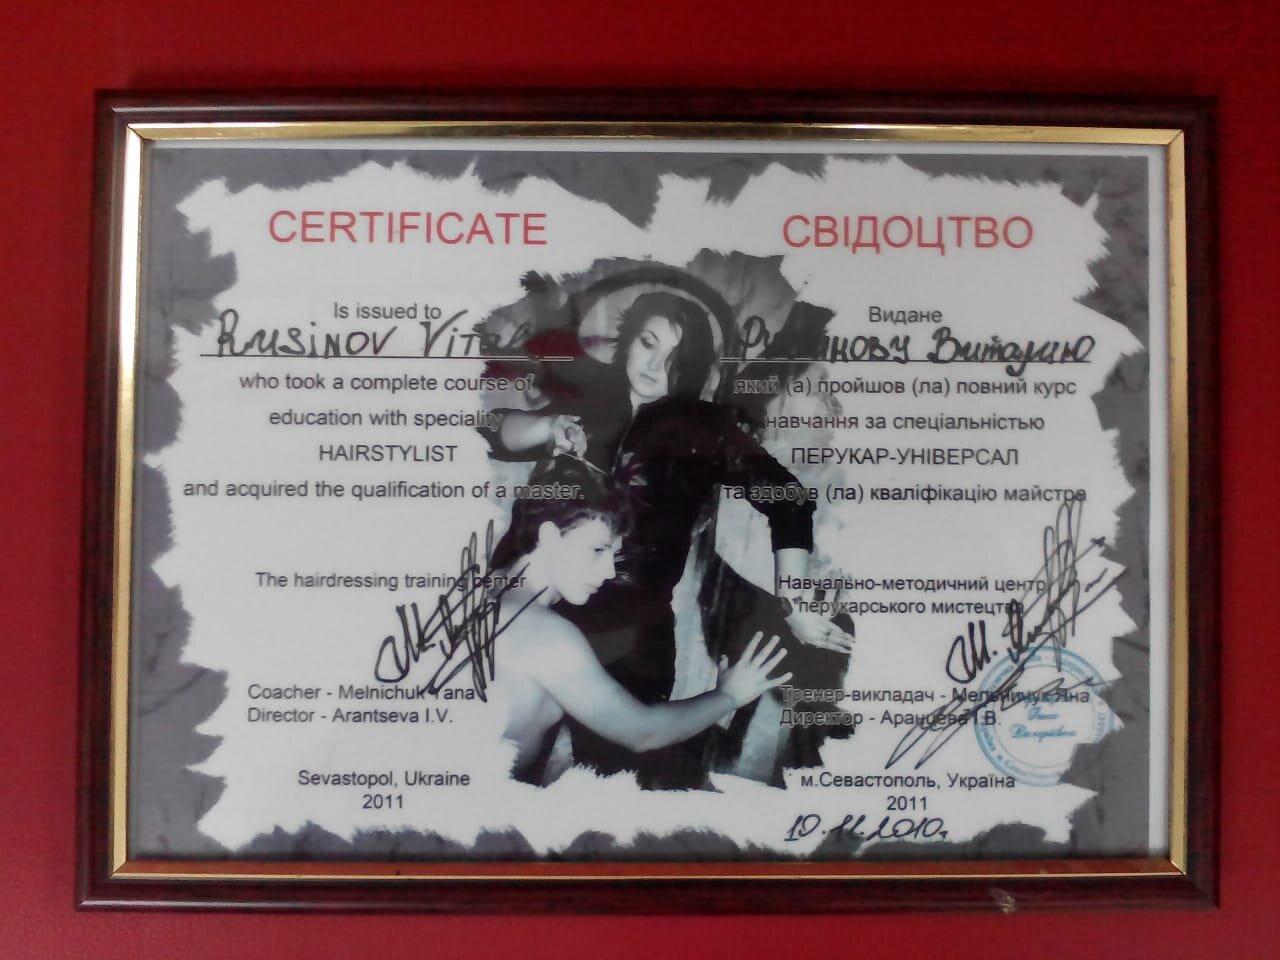 CERTIFICATE
Is issued to
Rusinov
who took a complete course of
education with speciality
HAIRSTYLIST
and acquired the qualification of a master.
The hairdressing training center
Coacher - Melnichuk Yana
Director - Arantseva I.V.
Sevastopol, Ukraine
2011
СВІДОЦТВО
Видане
Русинову Виталию
який (а) пройшов (ла) повний курс
навчання за спеціальністю
ПЕРУКАР-УНІВЕРСАЛ
та здобув (ла) кваліфікацію майстра
Навчально-методичний центр
перукарського мистецтва
Тренер-викладач - Мельничук Яна
Директор - Аранцева І.В.
м.Севастополь, Україна
2011
10.11.2010г